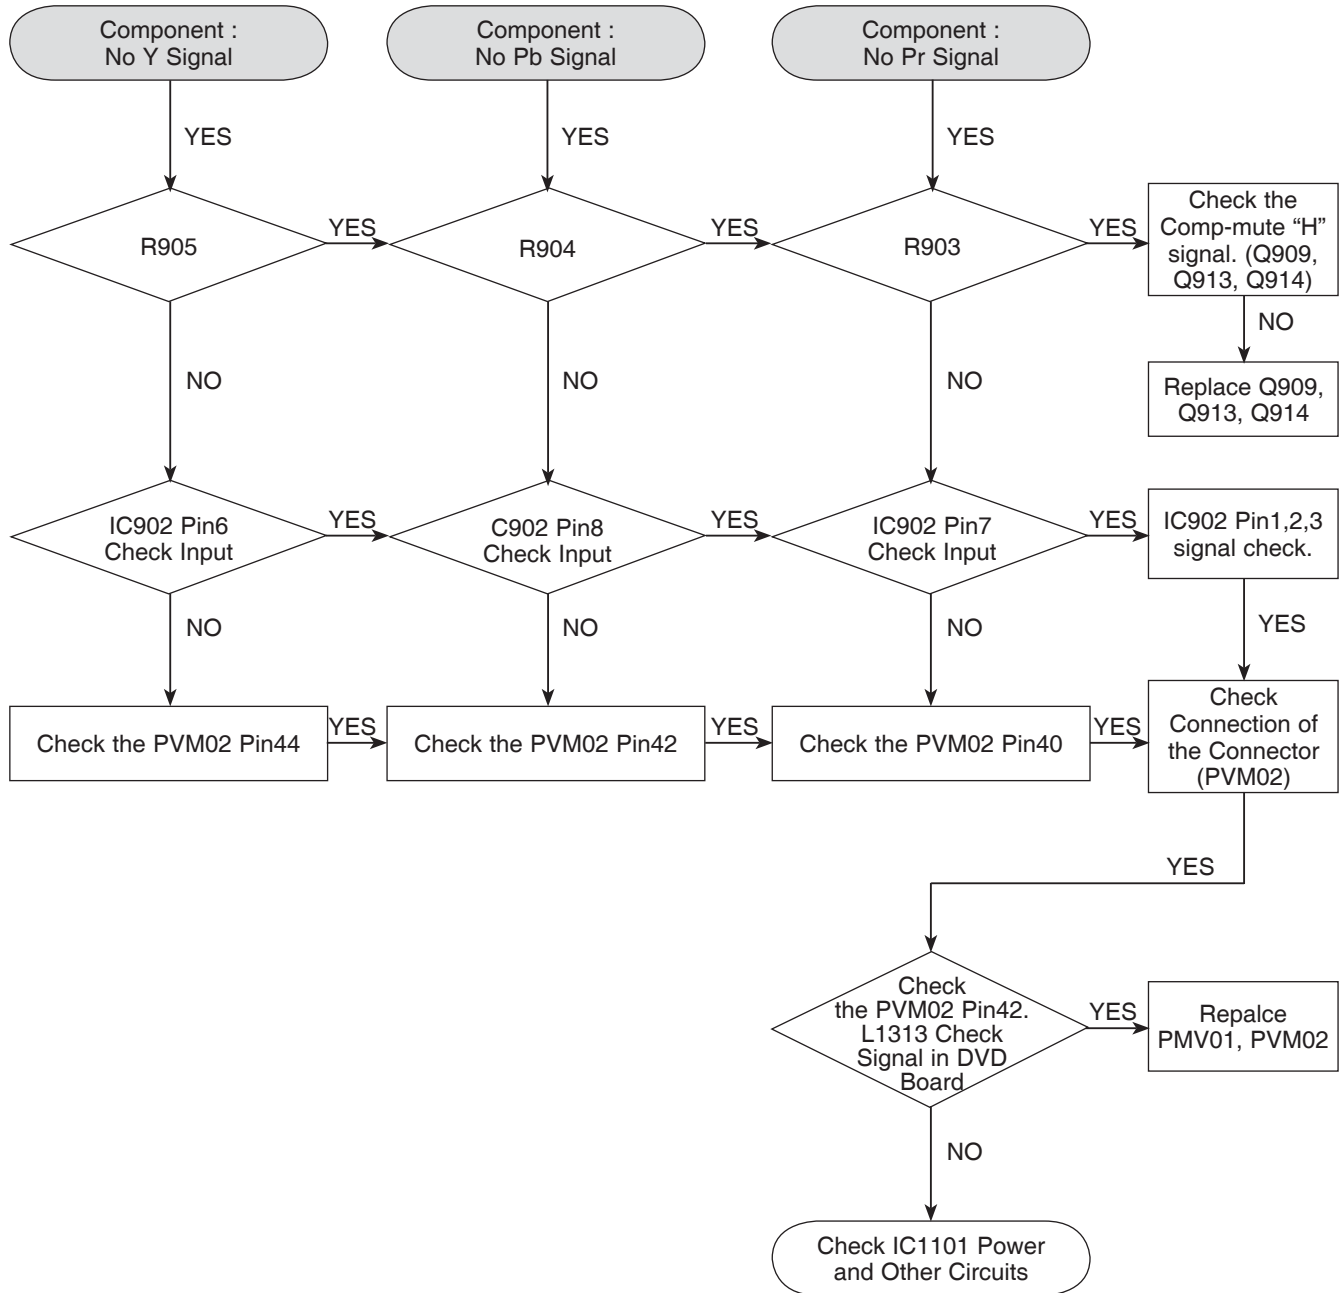 Component :
No Y Signal
Component :
No Pb Signal
Component :
No Pr Signal
YES
YES
YES
R905
YES
R904
YES
R903
YES
Check the
Comp-mute “H”
signal. (Q909,
Q913, Q914)
NO
NO
NO
NO
Replace Q909,
Q913, Q914
IC902 Pin6
Check Input
YES
C902 Pin8
Check Input
YES
IC902 Pin7
Check Input
YES
IC902 Pin1,2,3
signal check.
NO
NO
NO
YES
Check the PVM02 Pin44
YES
Check the PVM02 Pin42
YES
Check the PVM02 Pin40
YES
Check
Connection of
the Connector
(PVM02)
YES
Check
the PVM02 Pin42.
L1313 Check
Signal in DVD
Board
YES
Repalce
PMV01, PVM02
NO
Check IC1101 Power
and Other Circuits